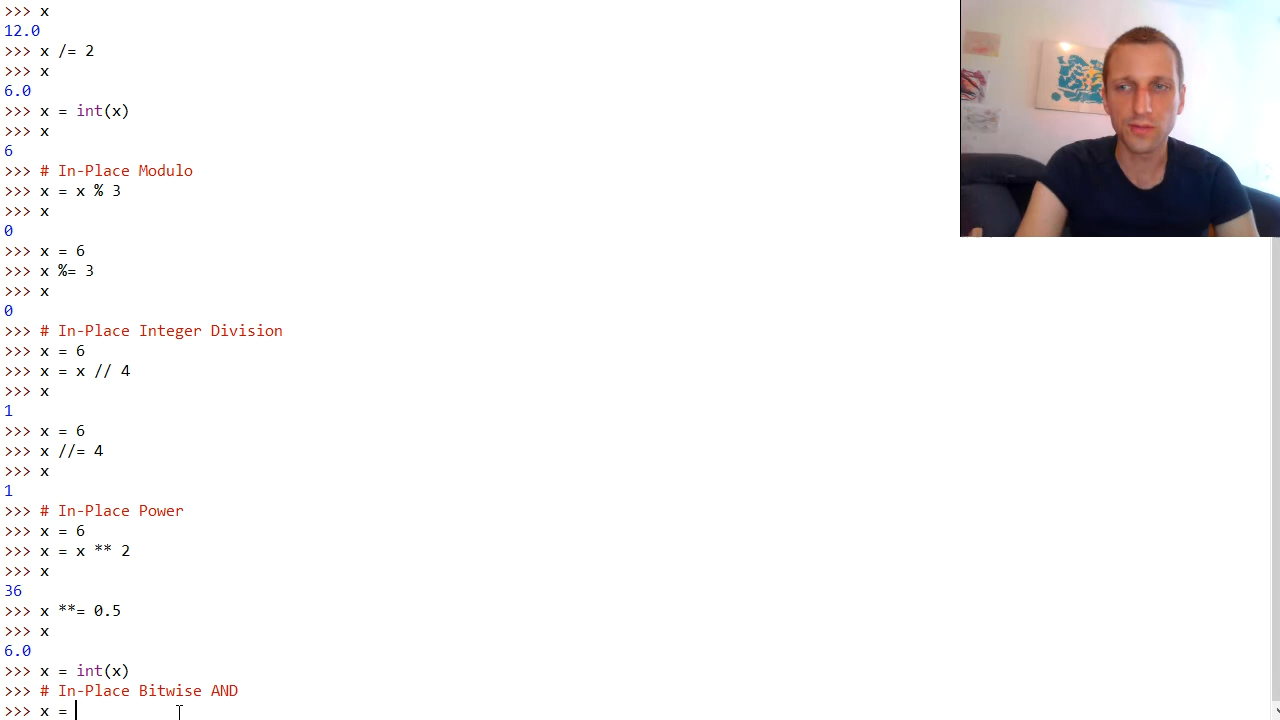 >>> x
12.0
>>> x /= 2
>>> x
6.0
>>> x = int(x)
>>> x
6
>>> # In-Place Modulo
>>> x = x % 3
>>> x
0
>>> x = 6
>>> x %= 3
>>> x
0
>>> # In-Place Integer Division
>>> x = 6
>>> x = x // 4
>>> x
1
>>> x = 6
>>> x //= 4
>>> x
1
>>> # In-Place Power
>>> x = 6
>>> x = x ** 2
>>> x
36
>>> x **= 0.5
>>> x
6.0
>>> x = int(x)
>>> # In-Place Bitwise AND
>>> x =